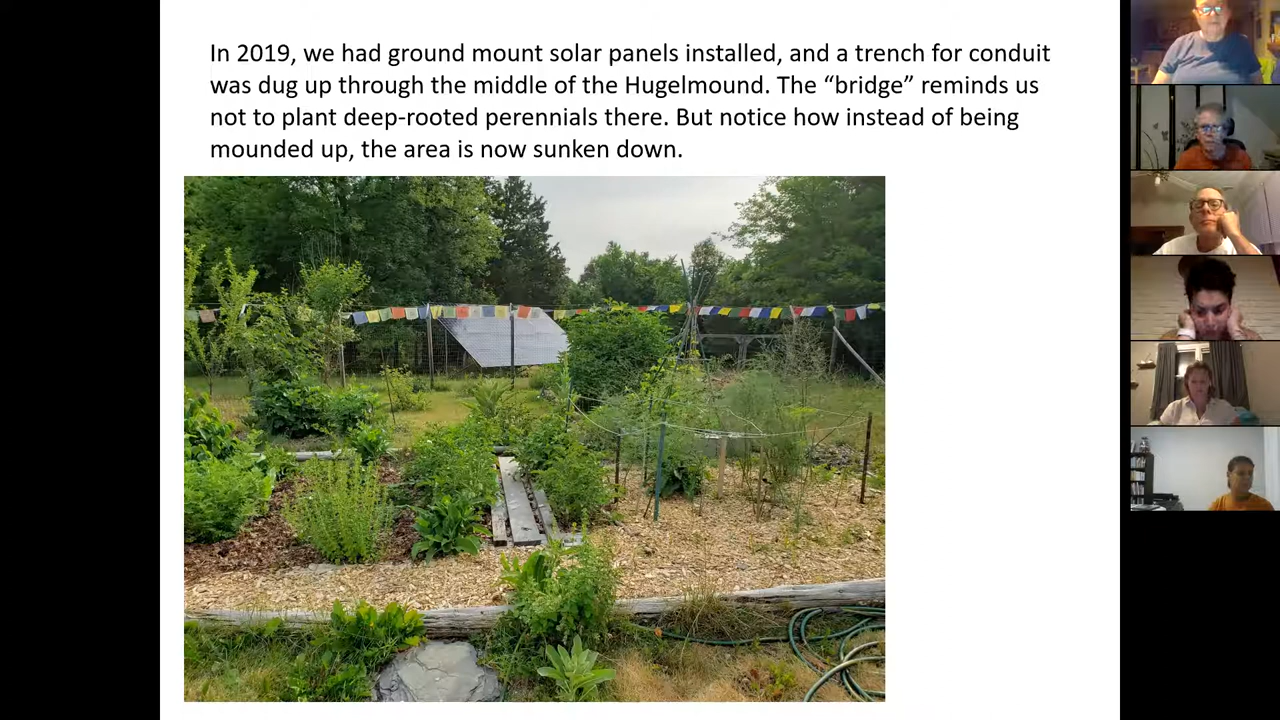 In 2019, we had ground mount solar panels installed, and a trench for conduit
was dug up through the middle of the Hugelmound. The “bridge” reminds us
not to plant deep-rooted perennials there. But notice how instead of being
mounded up, the area is now sunken down.